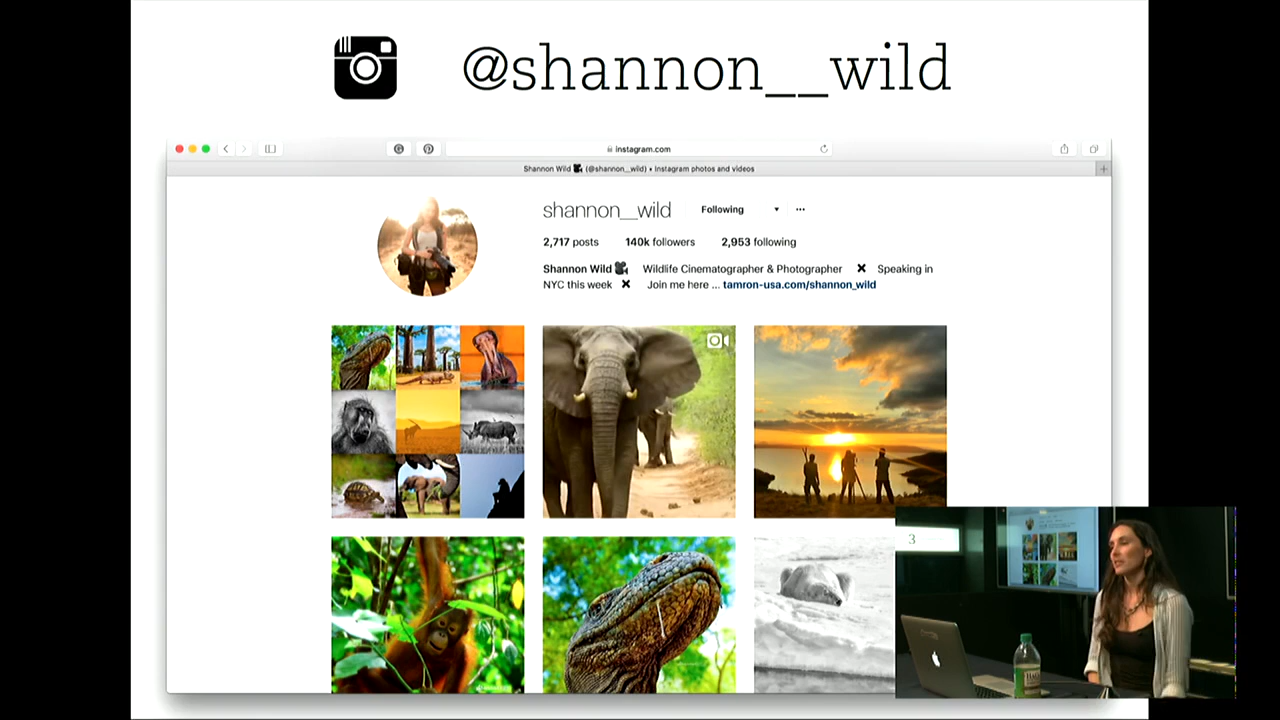 @shannon__wild
instagram.com
Shannon Wild 🎥 (@shannon__wild) • Instagram photos and videos
shannon__wild Following
2,717 posts 140k followers 2,953 following
Shannon Wild 🎥 Wildlife Cinematographer & Photographer ✖ Speaking in
NYC this week ✖ Join me here ... tamron-usa.com/shannon_wild
3